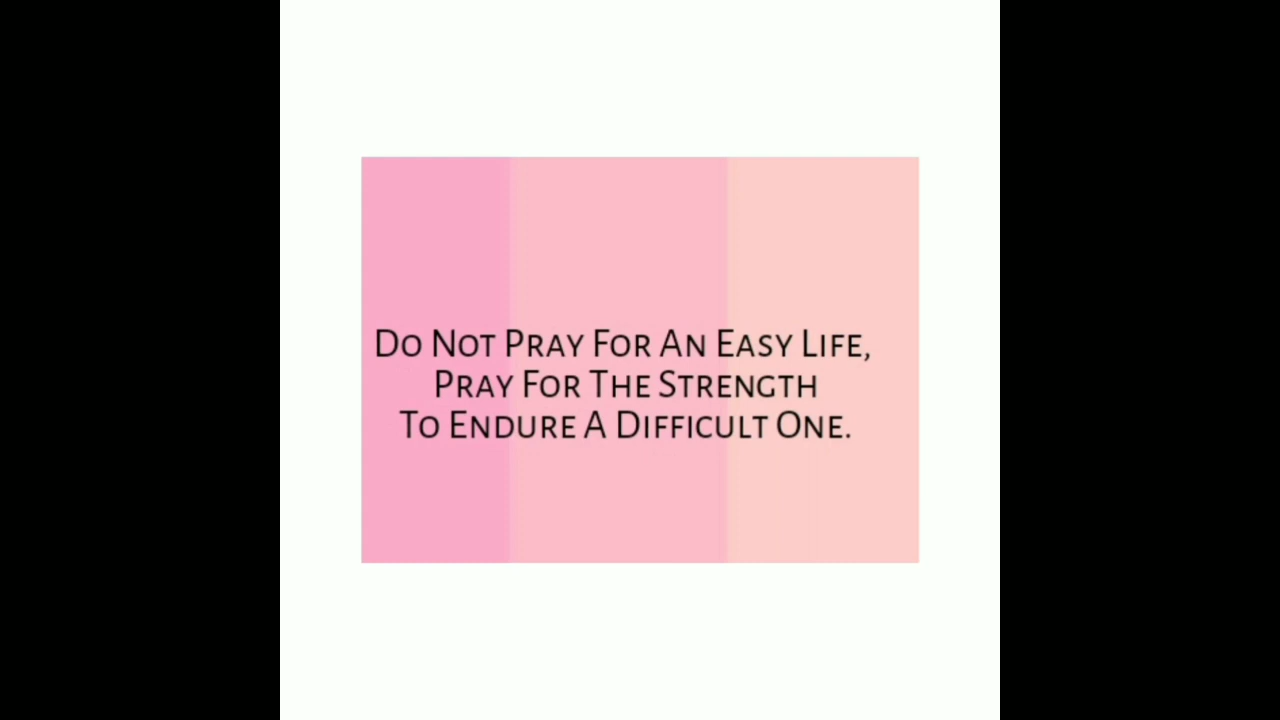 Do Not Pray For An Easy Life,
Pray For The Strength
To Endure A Difficult One.